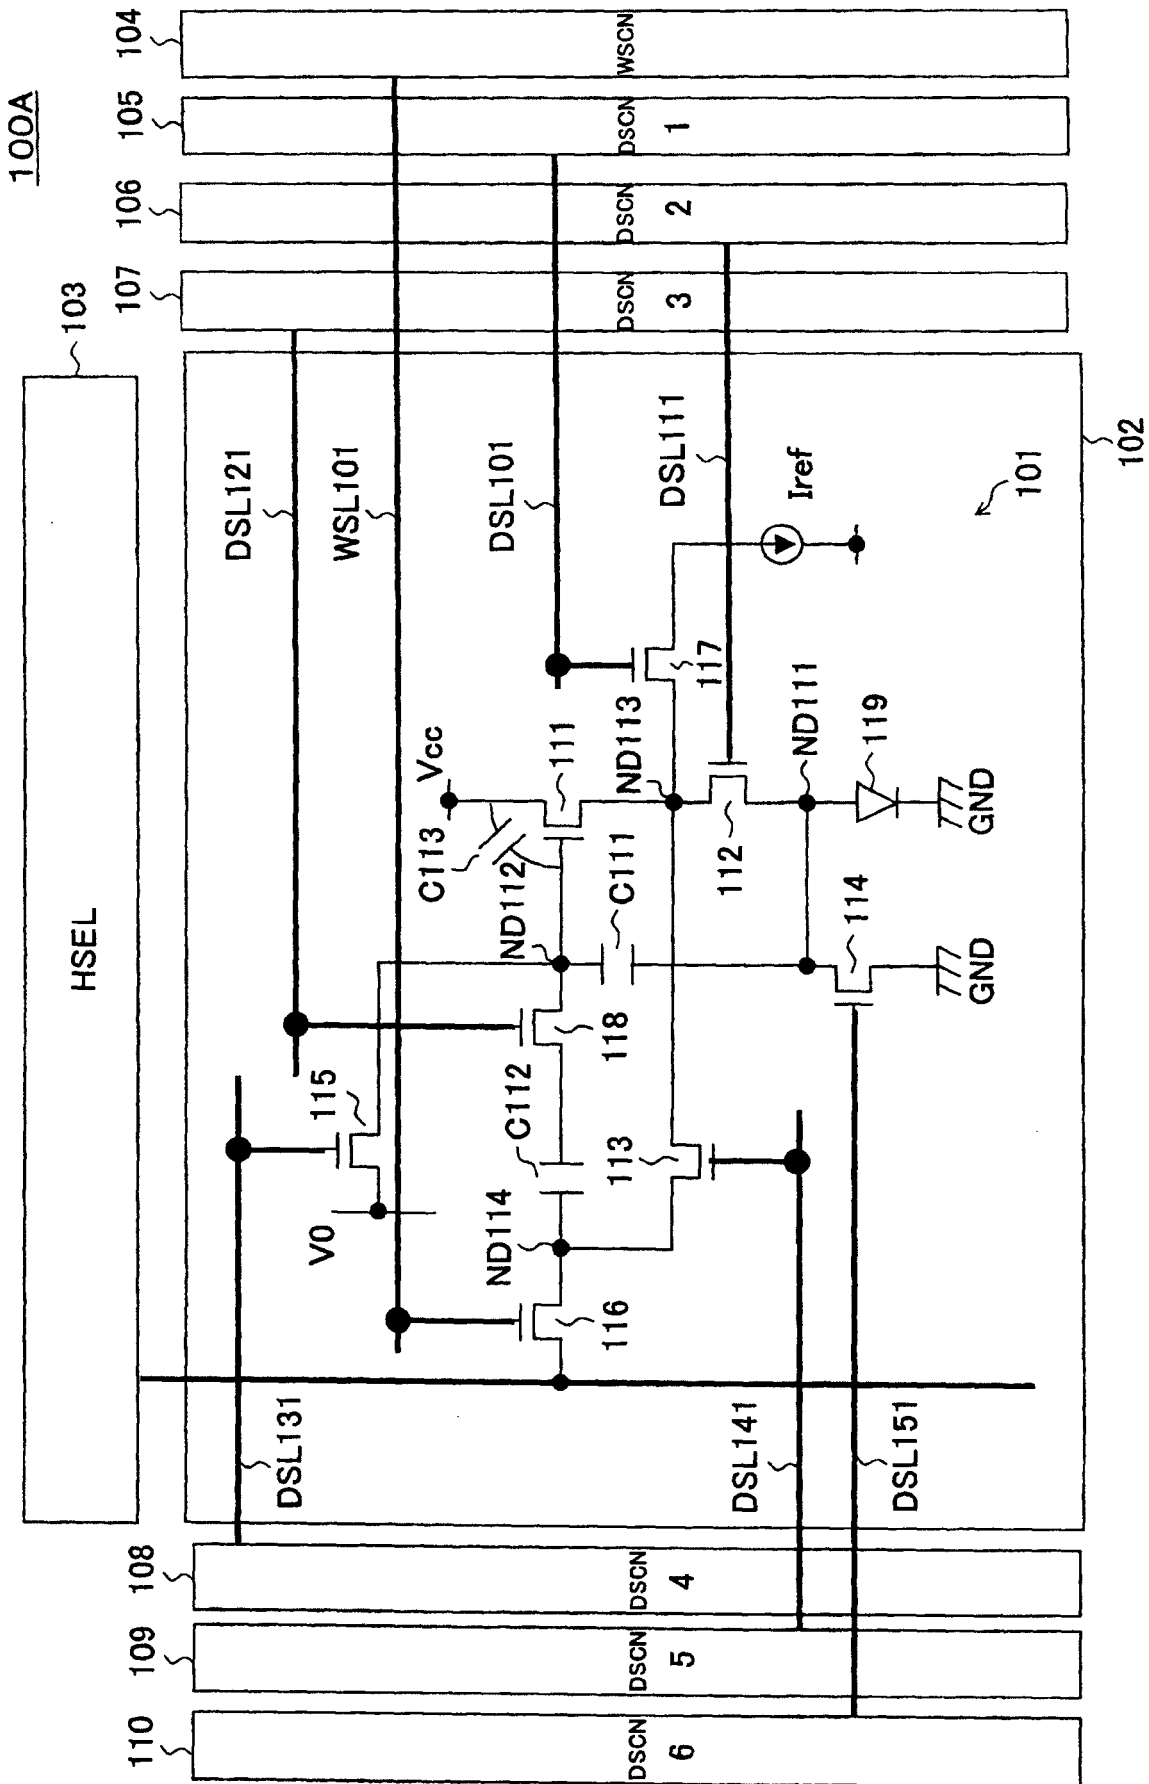 100A
104
WSCN
105
DSCN
1
106
DSCN
2
107
DSCN
3
103
HSEL
DSL121
WSL101
DSL101
DSL111
Iref
101
102
Vcc
C113
111
ND112
C111
ND113
117
112
ND111
119
GND
114
GND
115
118
C112
V0
ND114
113
116
DSL131
DSL141
DSL151
108
DSCN
4
109
DSCN
5
110
DSCN
6